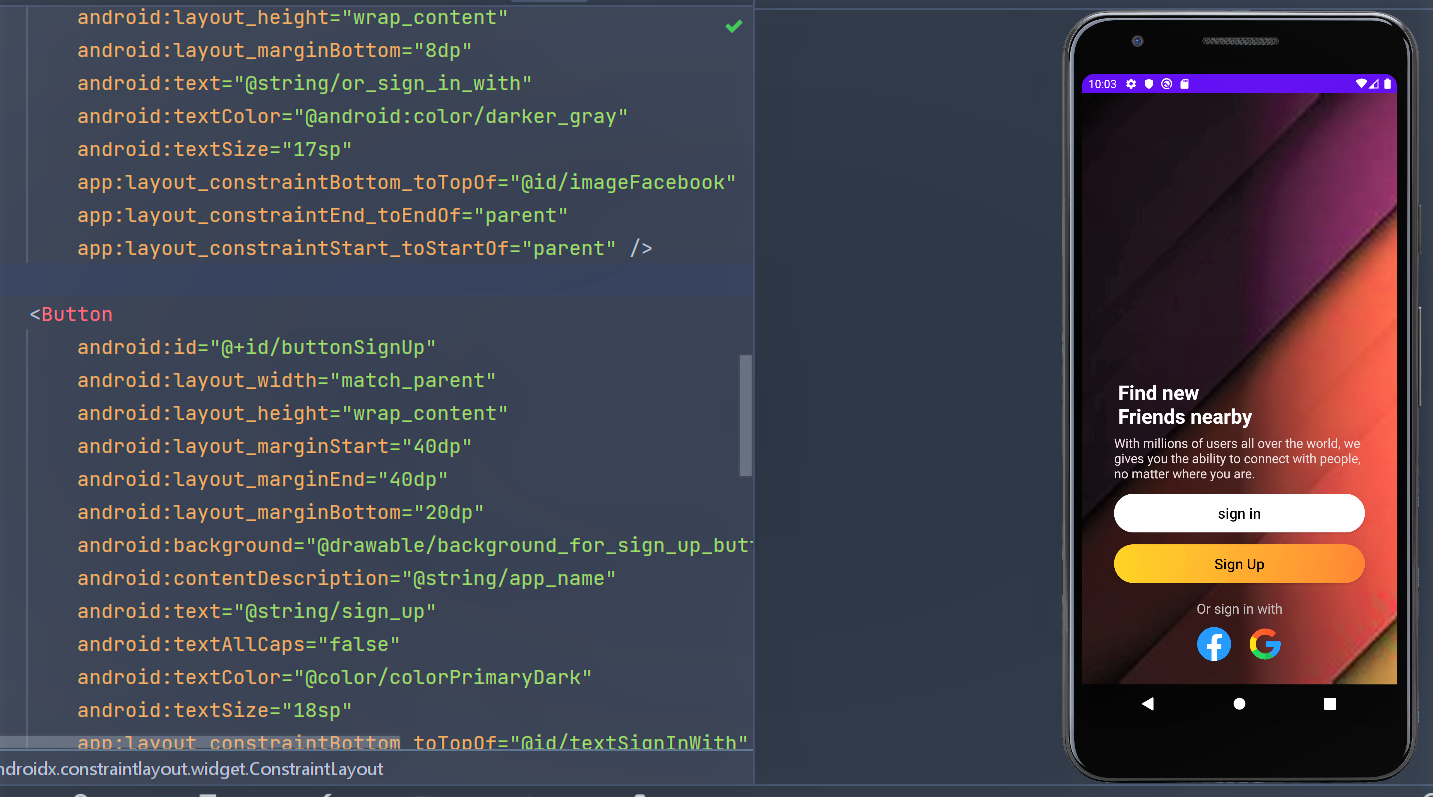 android:layout_height="wrap_content"
android:layout_marginBottom="8dp"
android:text="@string/or_sign_in_with"
android:textColor="@android:color/darker_gray"
android:textSize="17sp"
app:layout_constraintBottom_toTopOf="@id/imageFacebook"
app:layout_constraintEnd_toEndOf="parent"
app:layout_constraintStart_toStartOf="parent" />
<Button
android:id="@+id/buttonSignUp"
android:layout_width="match_parent"
android:layout_height="wrap_content"
android:layout_marginStart="40dp"
android:layout_marginEnd="40dp"
android:layout_marginBottom="20dp"
android:background="@drawable/background_for_sign_up_but
android:contentDescription="@string/app_name"
android:text="@string/sign_up"
android:textAllCaps="false"
android:textColor="@color/colorPrimaryDark"
android:textSize="18sp"
app:layout_constraintBottom_toTopOf="@id/textSignInWith"
ndroidx.constraintlayout.widget.ConstraintLayout
10:03
Find new
Friends nearby
With millions of users all over the world, we
gives you the ability to connect with people,
no matter where you are.
sign in
Sign Up
Or sign in with